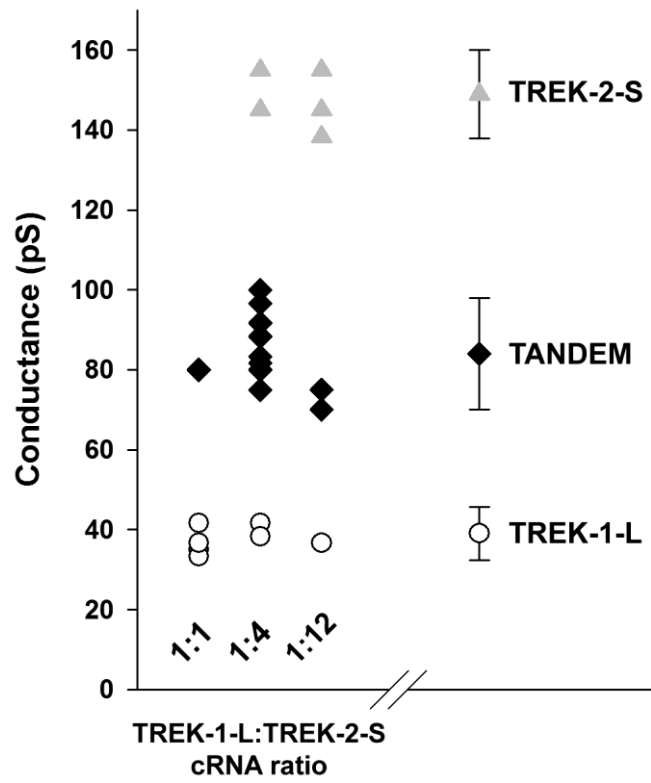 160
140
120
100
80
60
40
20
0
Conductance (pS)
TREK-2-S
TANDEM
TREK-1-L
1:1
1:4
1:12
TREK-1-L:TREK-2-S
cRNA ratio